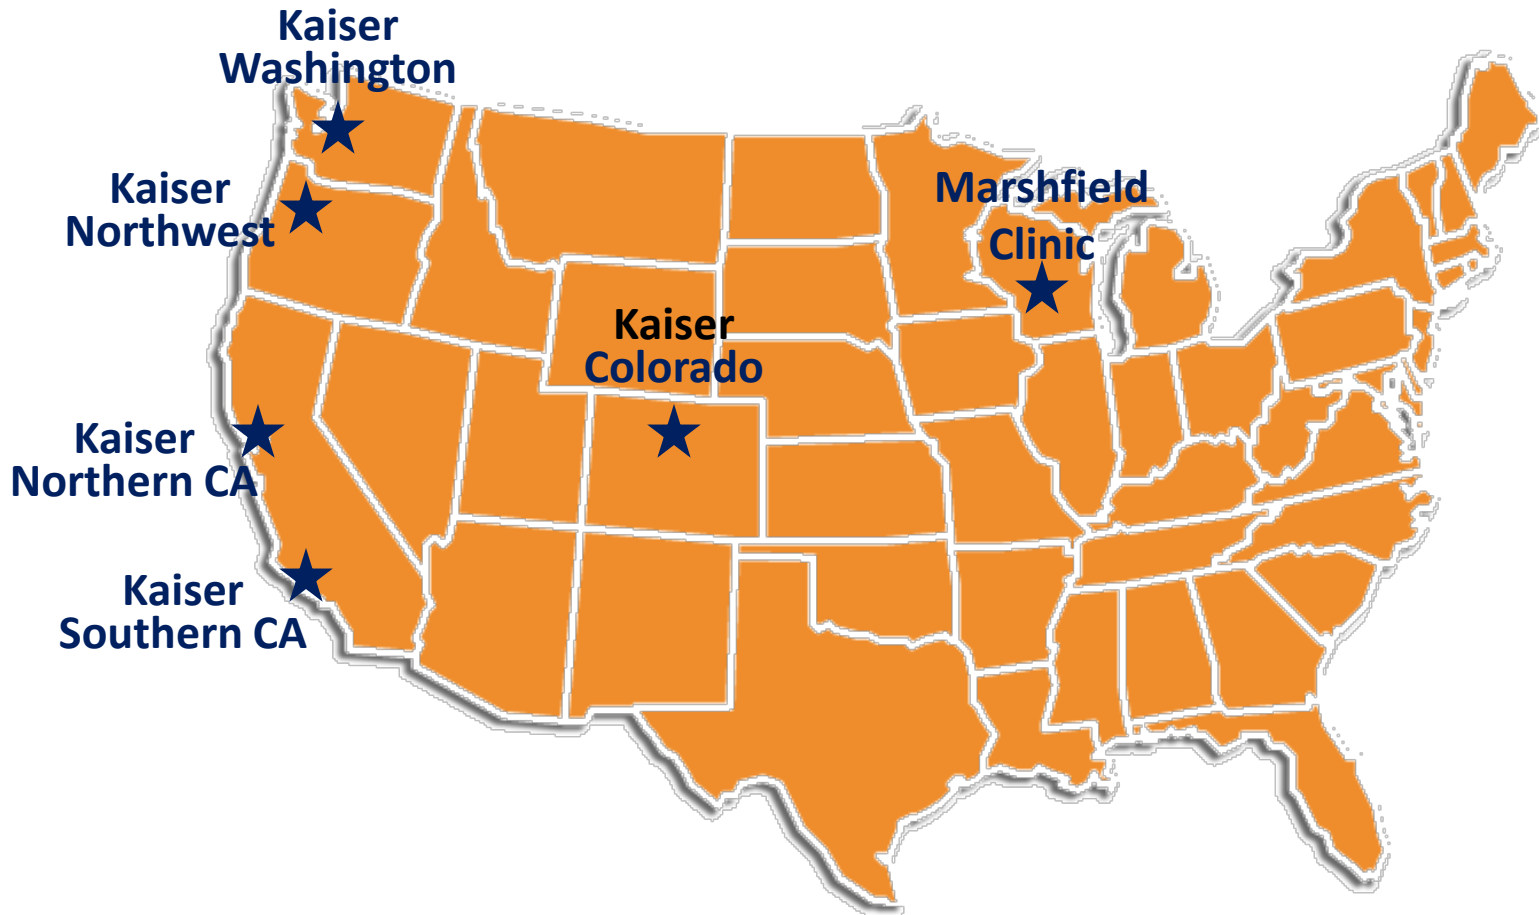 Kaiser
Washington
Kaiser
Northwest
Marshfield
Clinic
Kaiser
Colorado
Kaiser
Northern CA
Kaiser
Southern CA